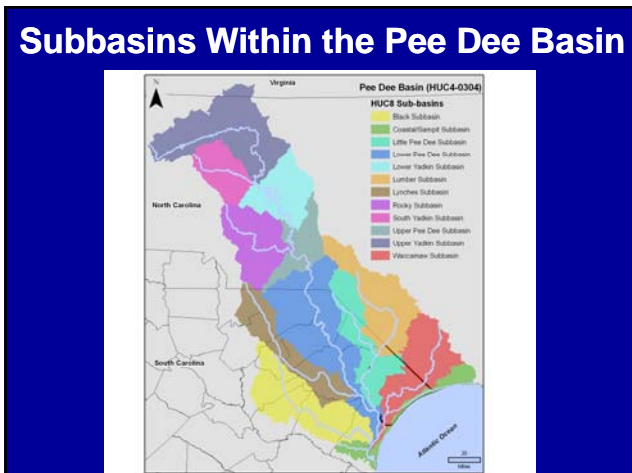 Subbasins Within the Pee Dee Basin
N
Virginia
Pee Dee Basin (HUC4-0304)
HUC8 Sub-basins
Black Subbasin
Coastal/Sampit Subbasin
Little Pee Dee Subbasin
Lower Pee Dee Subbasin
Lower Yadkin Subbasin
Lumber Subbasin
Lynches Subbasin
Rocky Subbasin
South Yadkin Subbasin
Upper Pee Dee Subbasin
Upper Yadkin Subbasin
Waccamaw Subbasin
North Carolina
South Carolina
Atlantic Ocean
Miles